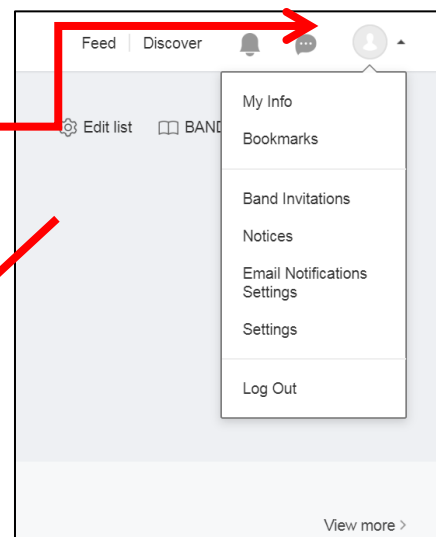 Feed Discover
Edit list BAND
My Info
Bookmarks
Band Invitations
Notices
Email Notifications
Settings
Settings
Log Out
View more >